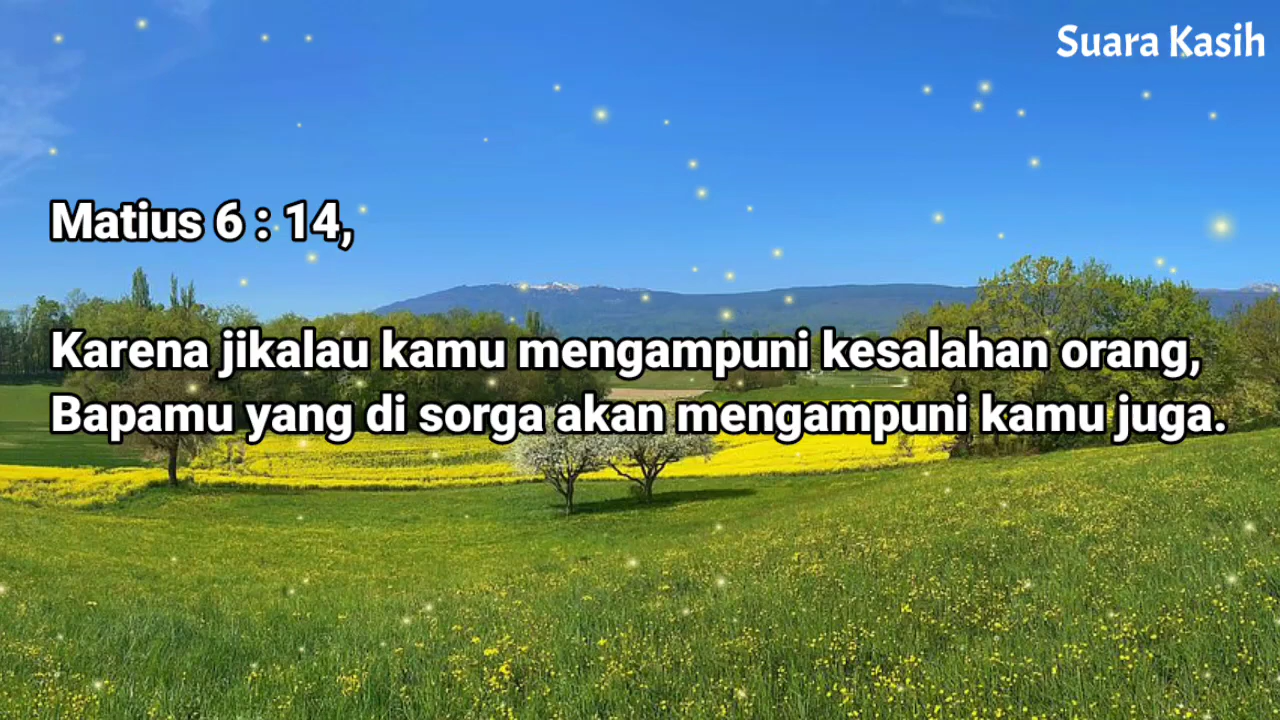 Suara Kasih
Matius 6 : 14,
Karena jikalau kamu mengampuni kesalahan orang,
Bapamu yang di sorga akan mengampuni kamu juga.